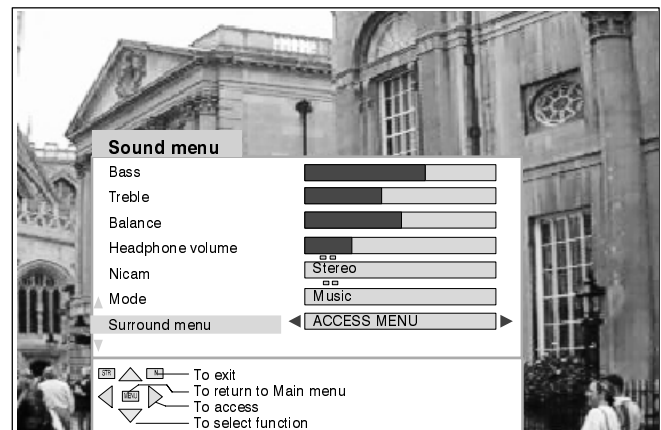 Sound menu
Bass
Treble
Balance
Headphone volume
Nicam Stereo
Mode Music
Surround menu ACCESS MENU
STR N To exit
MENU To return to Main menu
To access
To select function